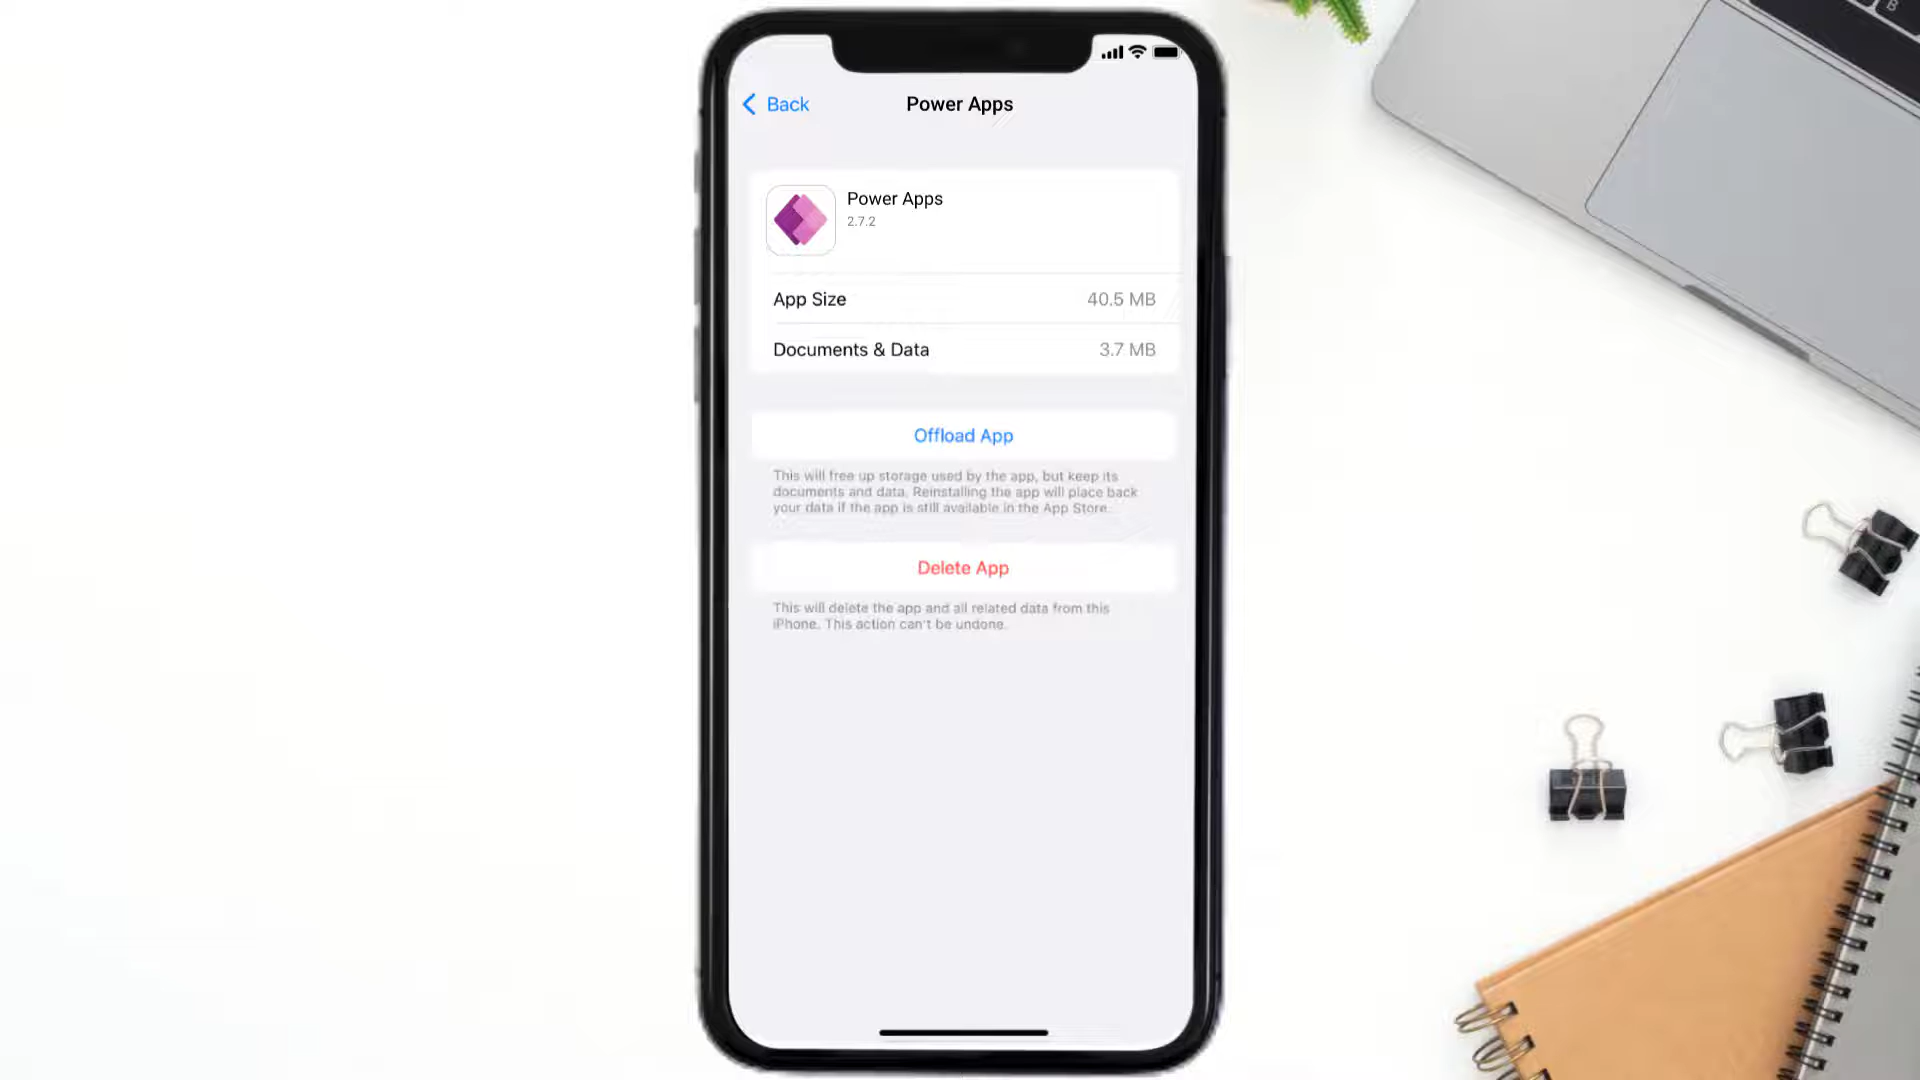 Back
Power Apps
Power Apps
2.7.2
App Size
40.5 MB
Documents & Data
3.7 MB
Offload App
This will free up storage used by the app, but keep its
documents and data. Reinstalling the app will place back
your data if the app is still available in the App Store.
Delete App
This will delete the app and all related data from this
iPhone. This action can't be undone.
B